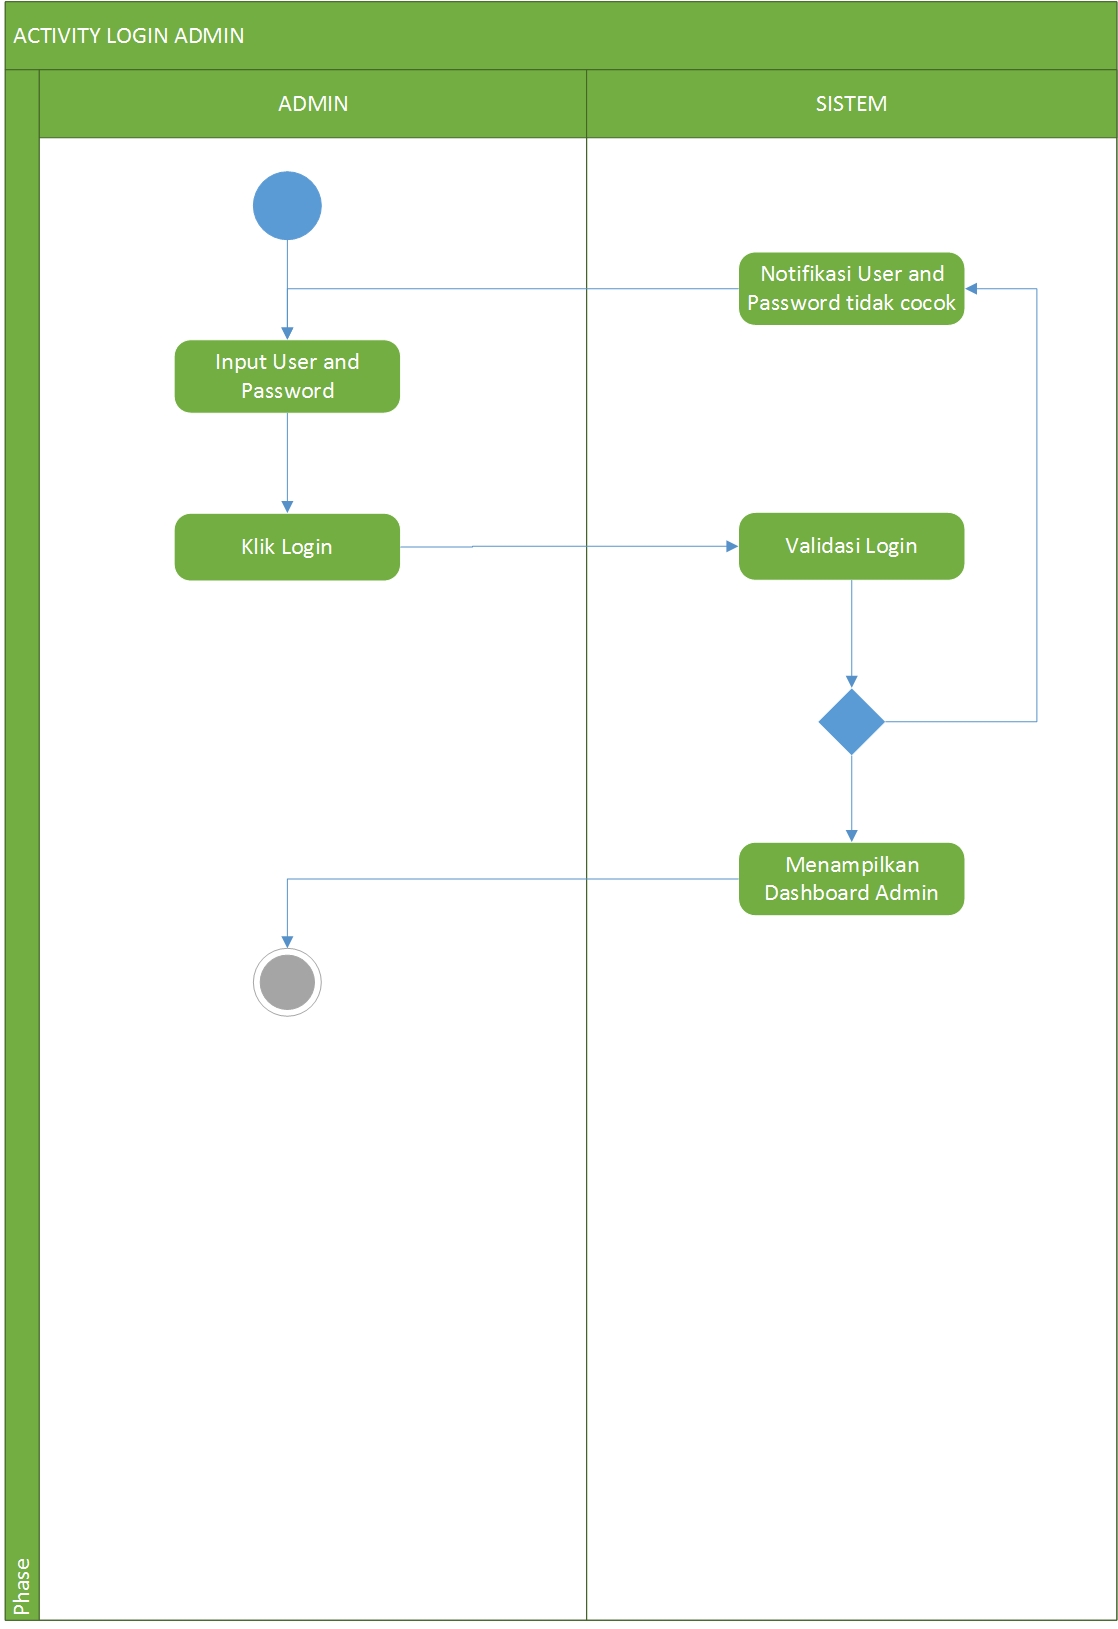 ACTIVITY LOGIN ADMIN
ADMIN
SISTEM
Notifikasi User and
Password tidak cocok
Input User and
Password
Klik Login
Validasi Login
Menampilkan
Dashboard Admin
Phase